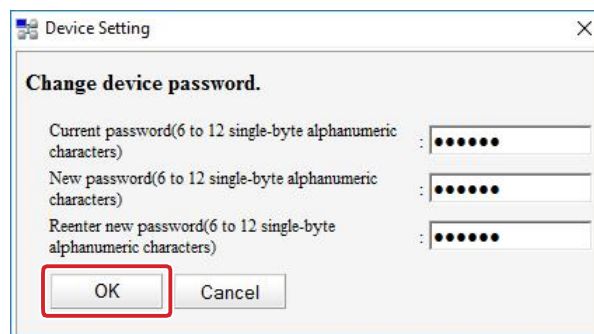 Device Setting
Change device password.
Current password(6 to 12 single-byte alphanumeric
characters)
: ●●●●●●
New password(6 to 12 single-byte alphanumeric
characters)
: ●●●●●●
Reenter new password(6 to 12 single-byte
alphanumeric characters)
: ●●●●●●
OK Cancel